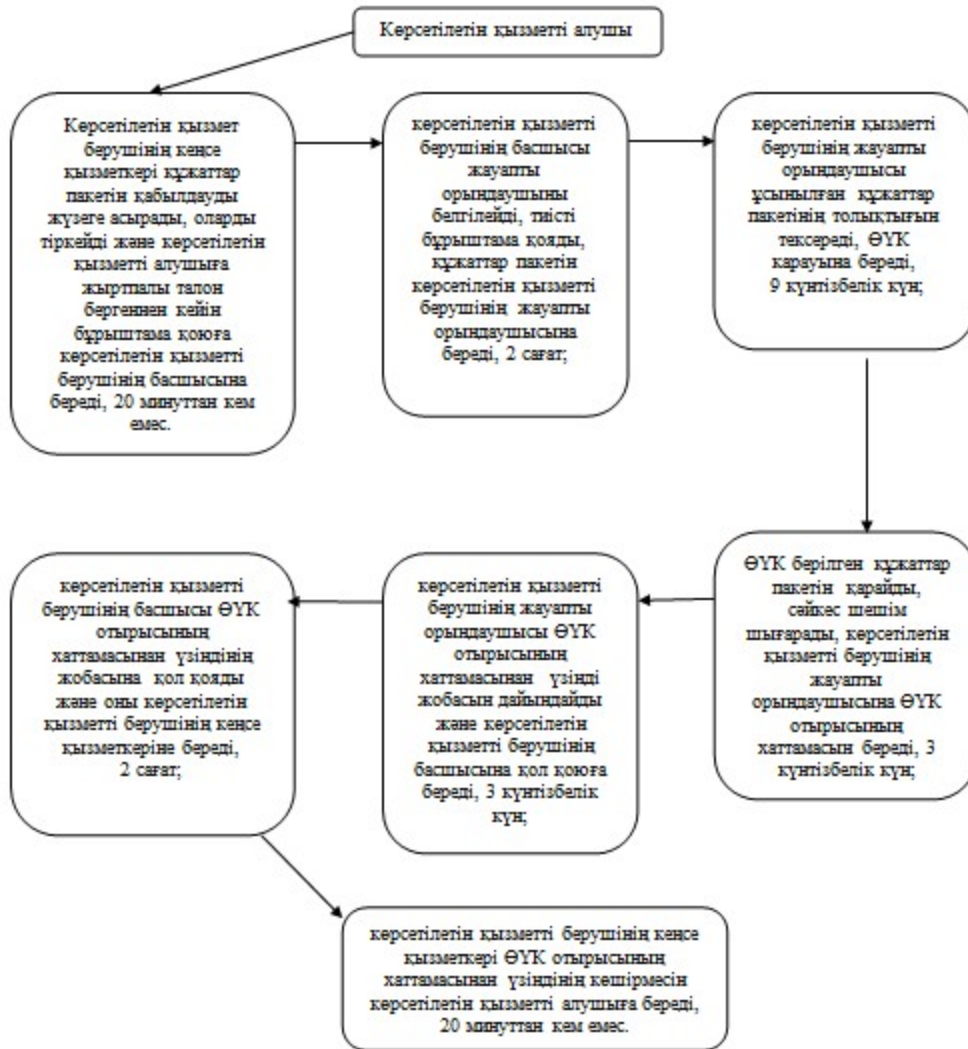 Көрсетілетін қызметті алушы
Көрсетілетін қызмет
берушінің кеңсе
қызметкері құжаттар
пакетін қабылдауды
жүзеге асырады, оларды
тіркейді және көрсетілетін
қызметті алушыға
жыртпалы талон
бергеннен кейін
бұрыштама қоюға
көрсетілетін қызметті
берушінің басшысына
береді, 20 минуттан кем
емес.
көрсетілетін қызметті
берушінің басшысы
жауапты
орындаушыны
белгілейді, тиісті
бұрыштама қояды,
құжаттар пакетін
көрсетілетін қызметті
берушінің жауапты
орындаушысына
береді, 2 сағат;
көрсетілетін қызметті
берушінің жауапты
орындаушысы
ұсынылған құжаттар
пакетінің толықтығын
тексереді, ӨҮК
карауына береді,
9 күнтізбелік күн;
ӨҮК берілген құжаттар
пакетін қарайды,
сәйкес шешім
шығарады, көрсетілетін
қызметті берушінің
жауапты
орындаушысына ӨҮК
отырысының
хаттамасын береді, 3
күнтізбелік күн;
көрсетілетін қызметті
берушінің жауапты
орындаушысы ӨҮК
отырысының
хаттамасынан үзінді
жобасын дайындайды
және көрсетілетін
қызметті берушінің
басшысына қол қоюға
береді, 3 күнтізбелік
күн;
көрсетілетін қызметті
берушінің басшысы ӨҮК
отырысының
хаттамасынан үзіндінің
жобасына қол қояды
және оны көрсетілетін
қызметті берушінің кеңсе
қызметкеріне береді,
2 сағат;
көрсетілетін қызметті берушінің кеңсе
қызметкері ӨҮК отырысының
хаттамасынан үзіндінің көшірмесін
көрсетілетін қызметті алушыға береді,
20 минуттан кем емес.